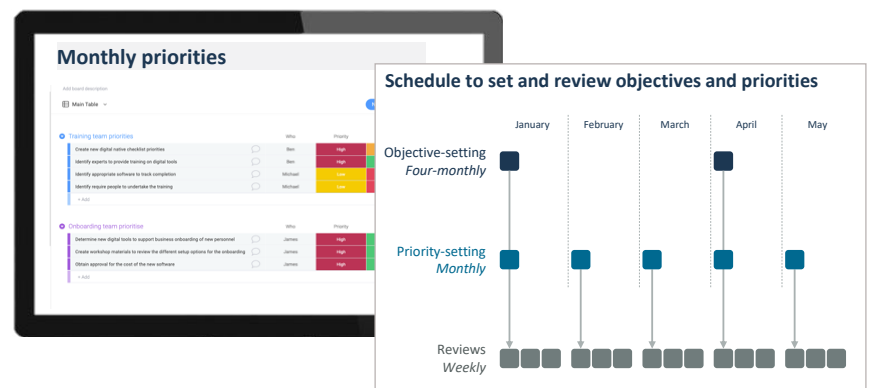 Monthly priorities
Add board description
Main Table
Training team priorities Who Priority
Create new digital native checklist priorities Ben High
Identify experts to provide training on digital tools Ben High
Identify appropriate software to track completion Michael Low
Identify require people to undertake the training Michael Low
+ Add
Onboarding team prioritise Who Priority
Determine new digital tools to support business onboarding of new personnel James High
Create workshop materials to review the different setup options for the onboarding James High
Obtain approval for the cost of the new software James High
+ Add
Schedule to set and review objectives and priorities
January February March April May
Objective-setting
Four-monthly
Priority-setting
Monthly
Reviews
Weekly